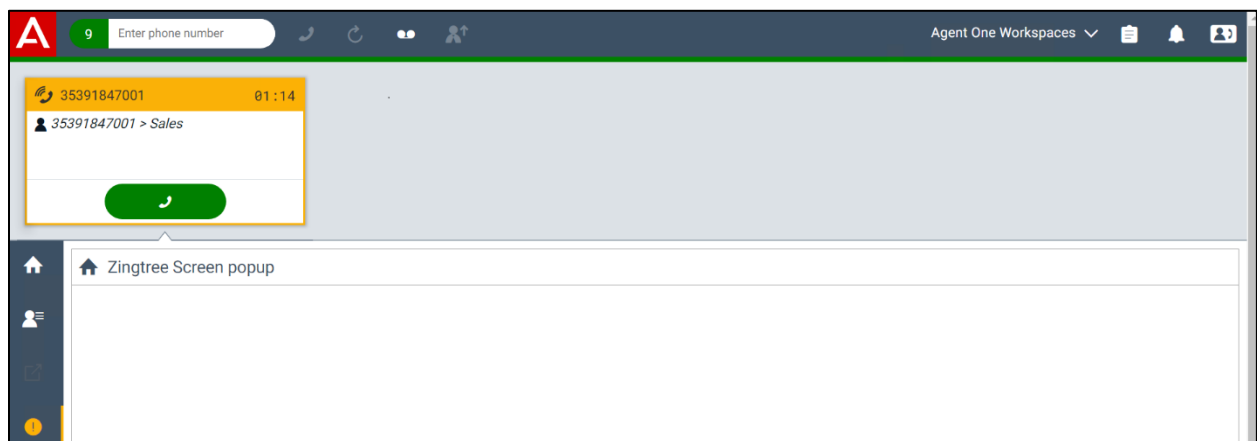 9 Enter phone number Agent One Workspaces
35391847001 01:14
35391847001 > Sales
Zingtree Screen popup